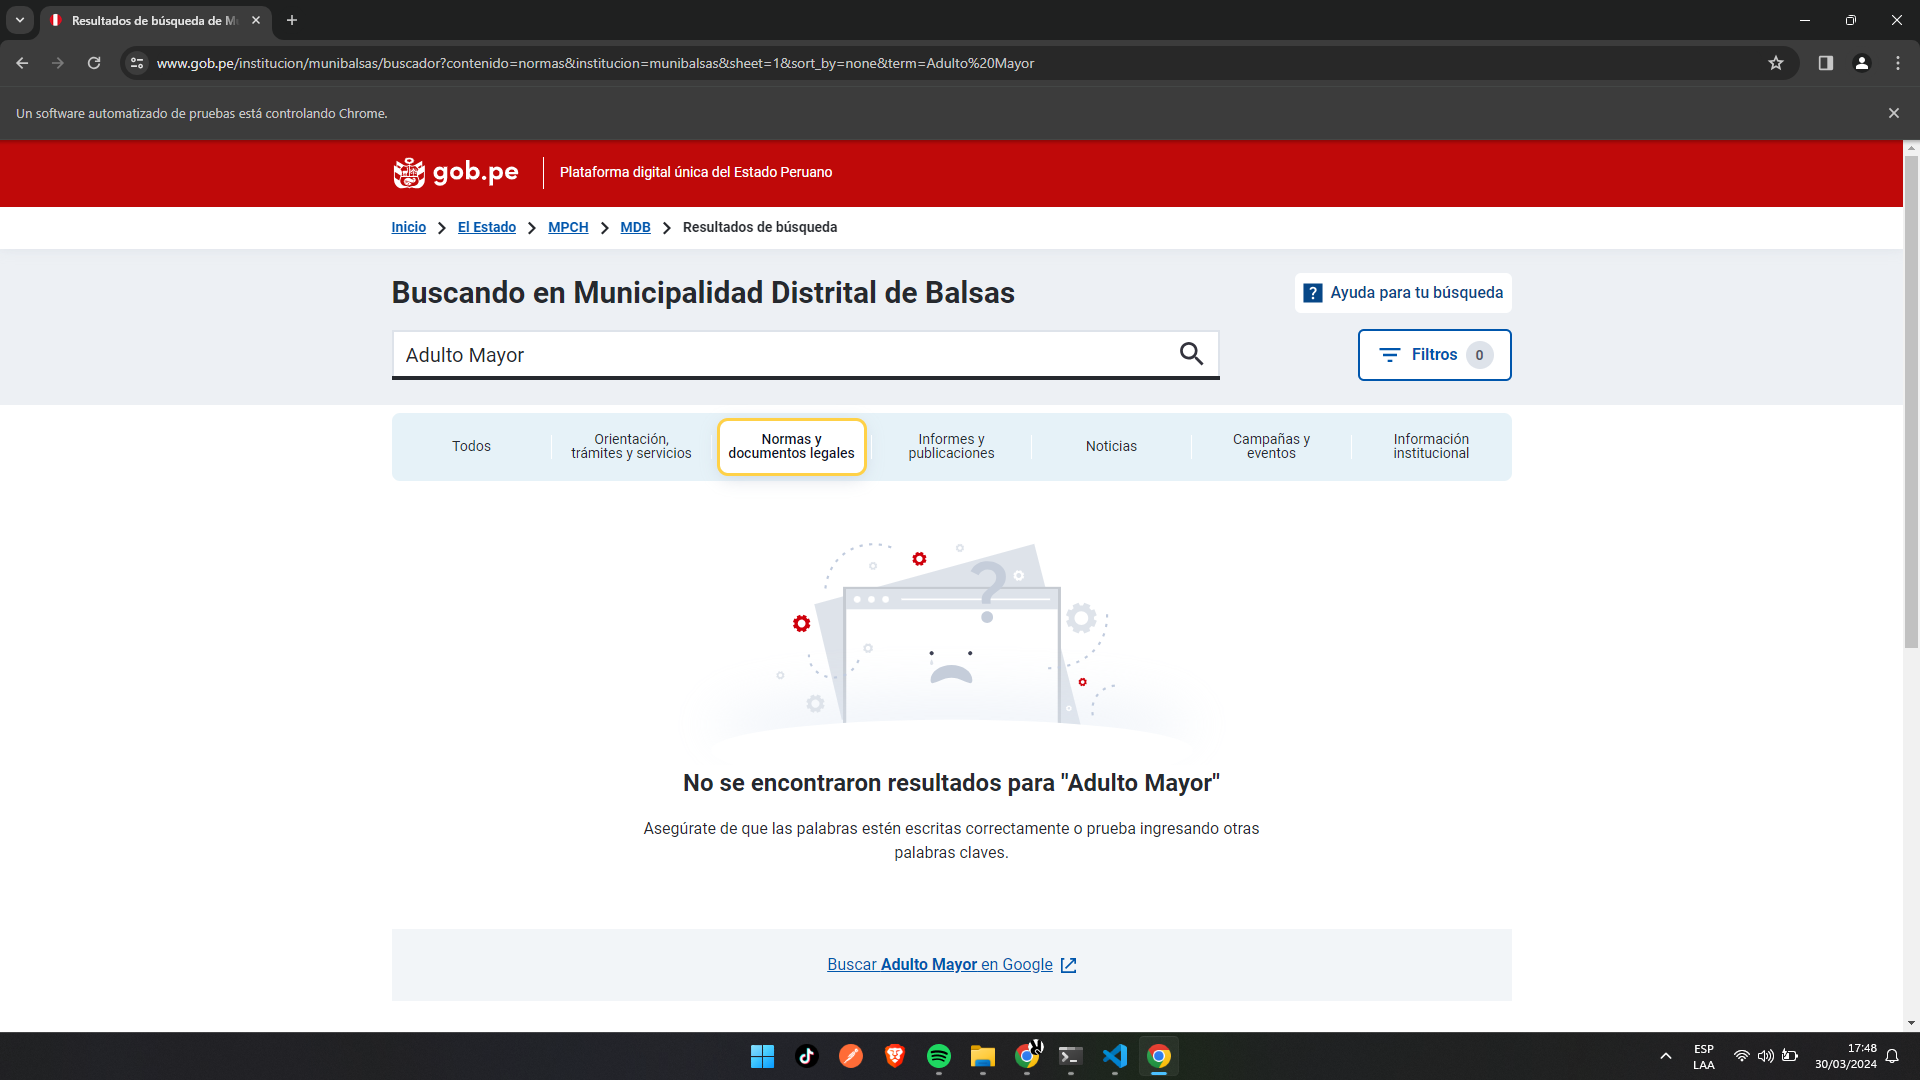 Resultados de búsqueda de M
www.gob.pe/institucion/munibalsas/buscador?contenido=normas&institucion=munibalsas&sheet=1&sort_by=none&term=Adulto%20Mayor
Un software automatizado de pruebas está controlando Chrome.
gob.pe
Plataforma digital única del Estado Peruano
Inicio > El Estado > MPCH > MDB > Resultados de búsqueda
Buscando en Municipalidad Distrital de Balsas
? Ayuda para tu búsqueda
Adulto Mayor
Filtros 0
Todos
Orientación,
trámites y servicios
Normas y
documentos legales
Informes y
publicaciones
Noticias
Campañas y
eventos
Información
institucional
?
No se encontraron resultados para "Adulto Mayor"
Asegúrate de que las palabras estén escritas correctamente o prueba ingresando otras
palabras claves.
Buscar Adulto Mayor en Google
ESP
LAA
17:48
30/03/2024